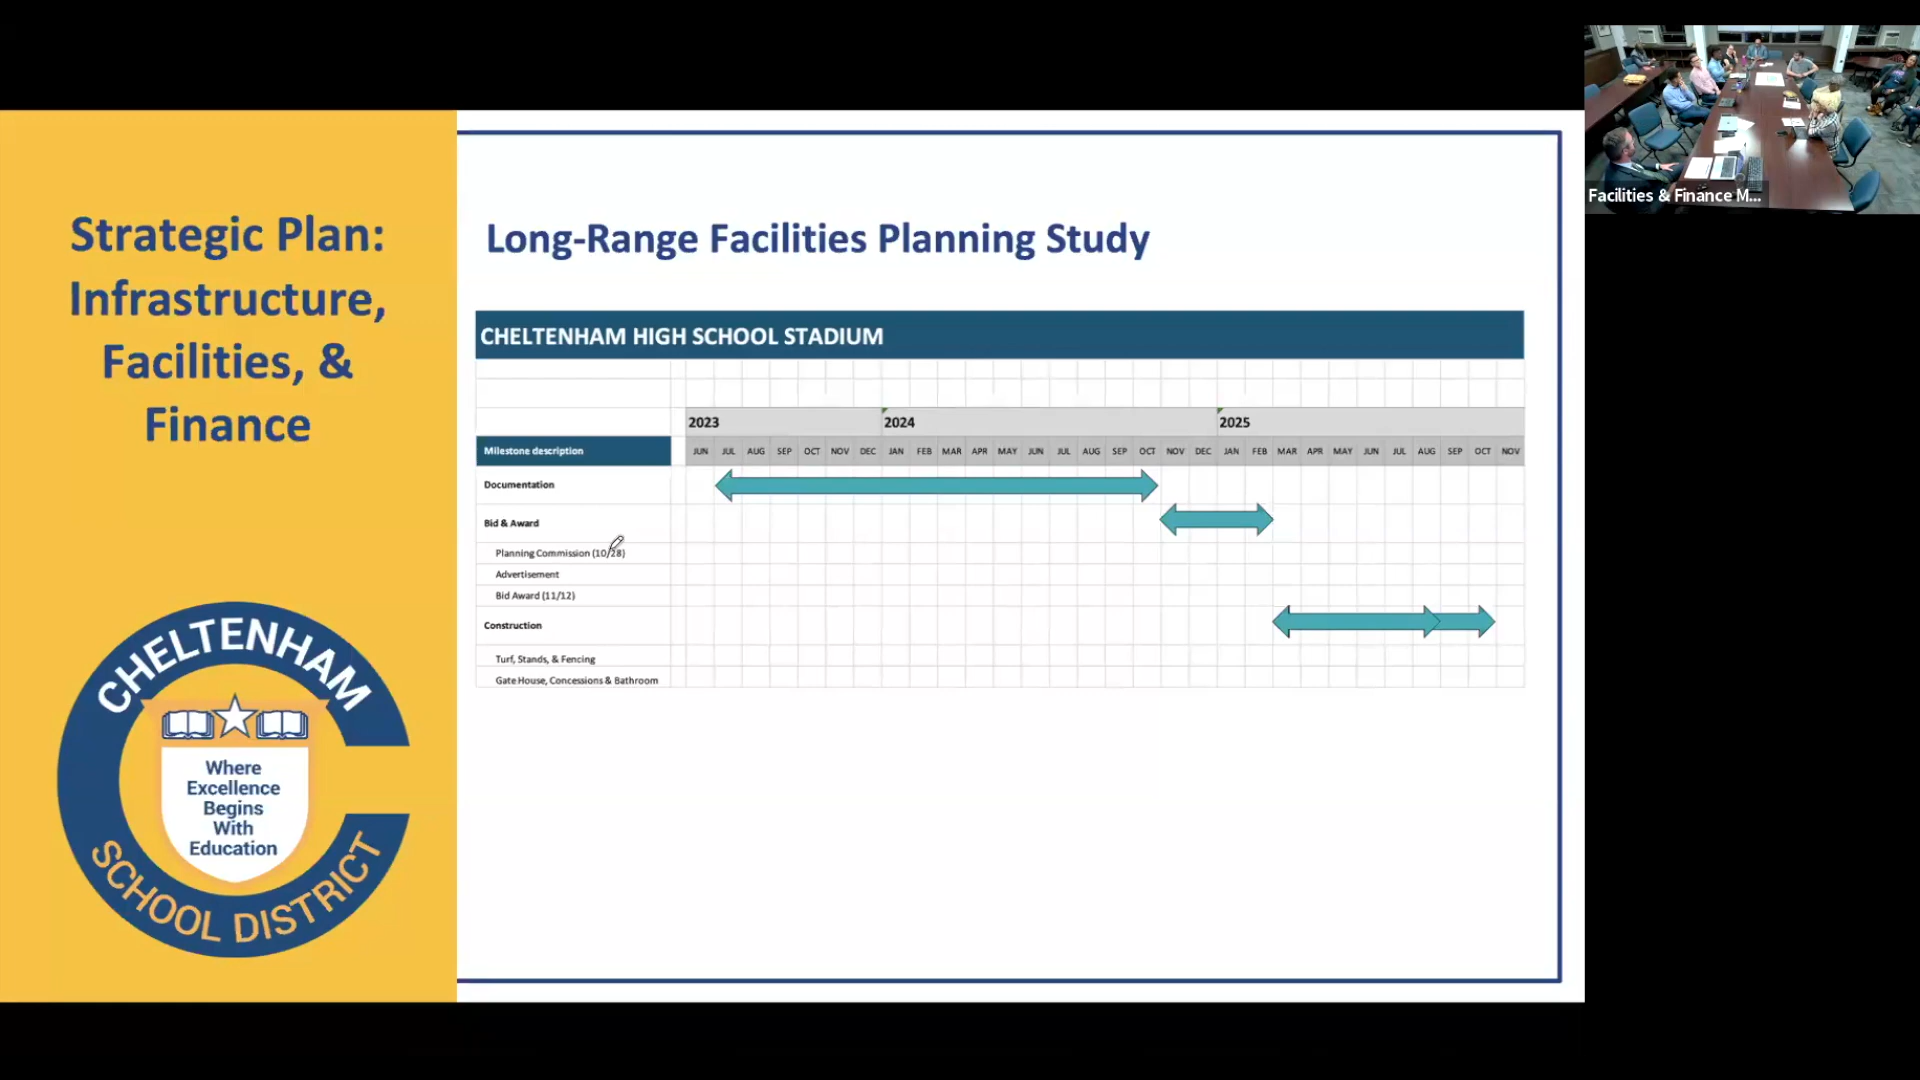 Facilities & Finance M...
Strategic Plan:
Infrastructure,
Facilities, &
Finance
CHELTENHAM
Where
Excellence
Begins
With
Education
SCHOOL DISTRICT
Long-Range Facilities Planning Study
CHELTENHAM HIGH SCHOOL STADIUM
2023 2024 2025
Milestone description JUN JUL AUG SEP OCT NOV DEC JAN FEB MAR APR MAY JUN JUL AUG SEP OCT NOV DEC JAN FEB MAR APR MAY JUN JUL AUG SEP OCT NOV
Documentation
Bid & Award
Planning Commission (10/28)
Advertisement
Bid Award (11/12)
Construction
Turf, Stands, & Fencing
Gate House, Concessions & Bathroom